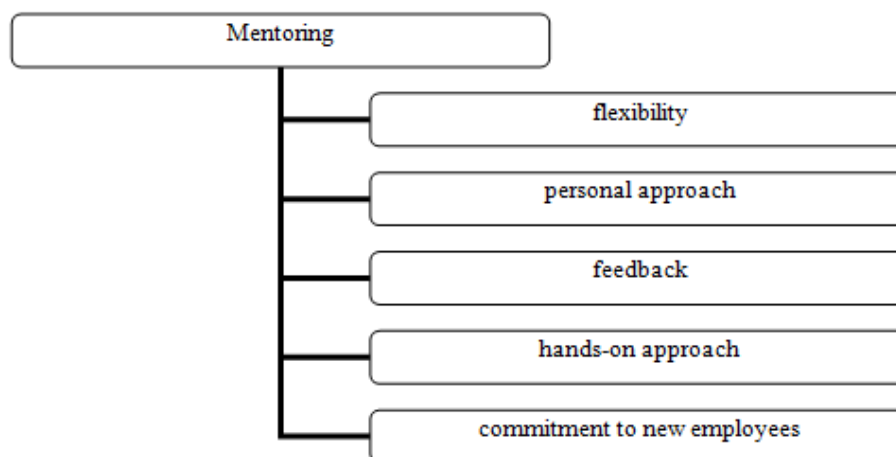 Mentoring
flexibility
personal approach
feedback
hands-on approach
commitment to new employees